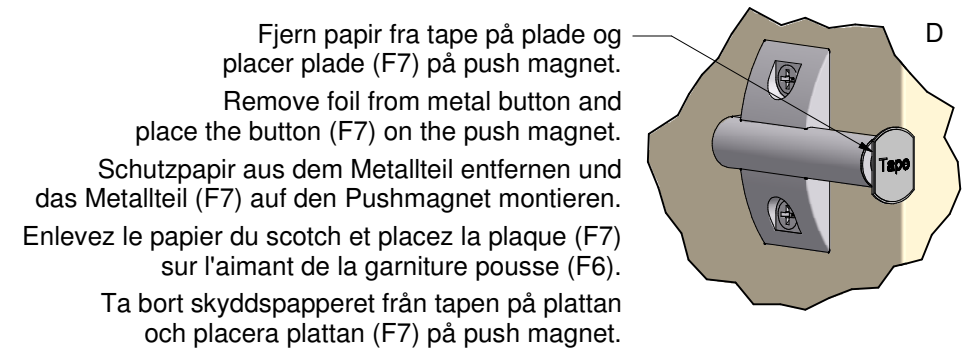 Fjern papir fra tape på plade og
placer plade (F7) på push magnet.
Remove foil from metal button and
place the button (F7) on the push magnet.
Schutzpapir aus dem Metallteil entfernen und
das Metallteil (F7) auf den Pushmagnet montieren.
Enlevez le papier du scotch et placez la plaque (F7)
sur l'aimant de la garniture pousse (F6).
Ta bort skyddspapperet från tapen på plattan
och placera plattan (F7) på push magnet.
D
Tape